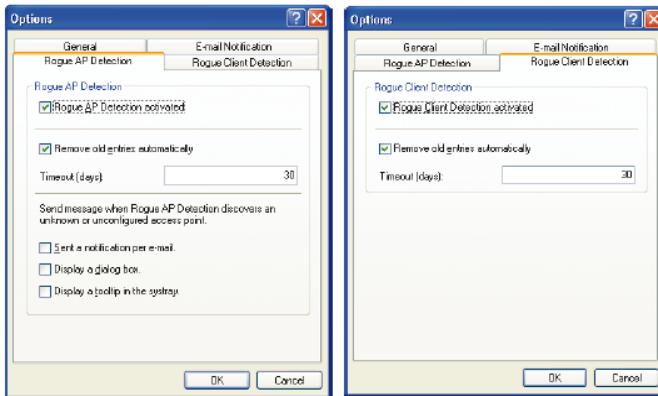 Options
General
E-mail Notification
Rogue AP Detection
Rogue Client Detection
Rogue AP Detection
Rogue AP Detection activated
Remove old entries automatically
Timeout (days):
30
Send message when Rogue AP Detection discovers an
unknown or unconfigured access point.
Sent a notification per e-mail.
Display a dialog box.
Display a tooltip in the systray.
OK
Cancel
Options
General
E-mail Notification
Rogue AP Detection
Rogue Client Detection
Rogue Client Detection
Rogue Client Detection activated
Remove old entries automatically
Timeout (days):
30
OK
Cancel